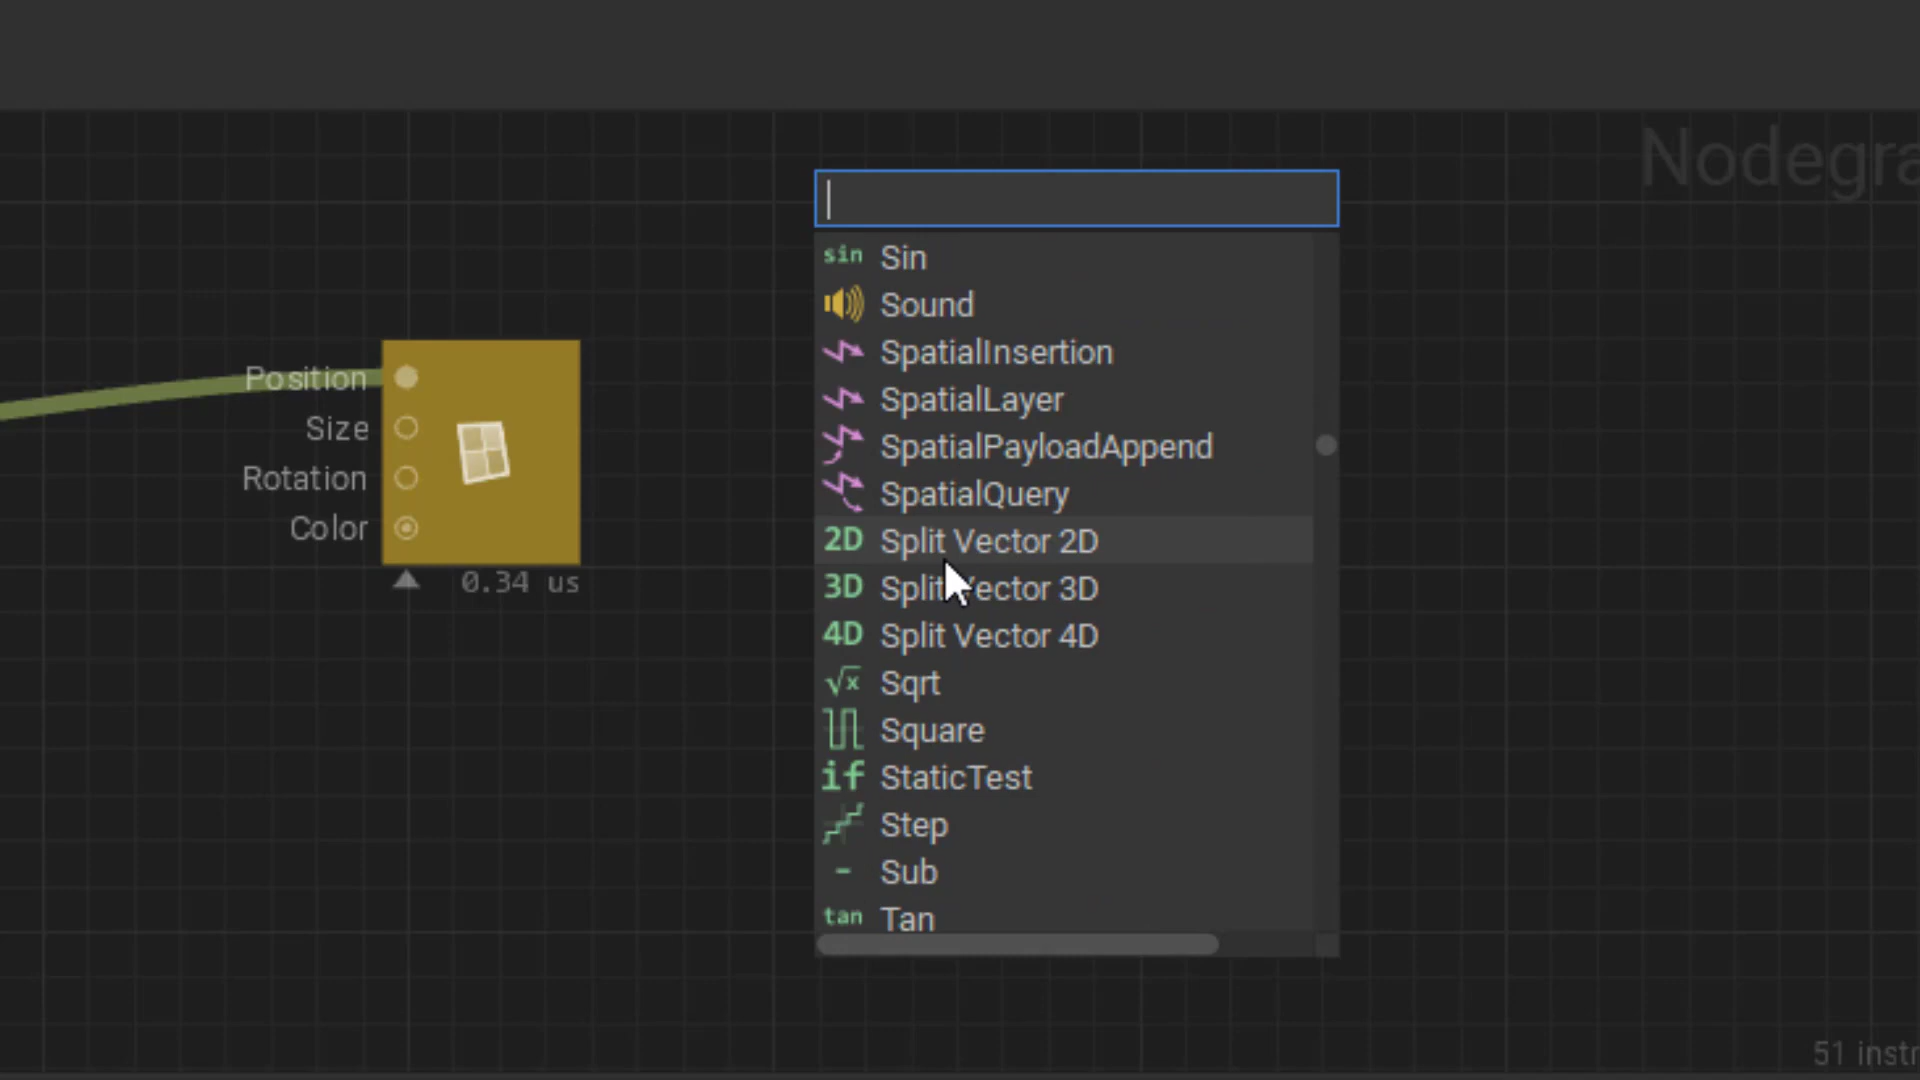 Nodegra
sin Sin
Sound
SpatialInsertion
Position
SpatialLayer
Size
SpatialPayloadAppend
Rotation
SpatialQuery
Color
2D Split Vector 2D
0.34 us
3D Split Vector 3D
4D Split Vector 4D
√x Sqrt
Square
if StaticTest
Step
- Sub
tan Tan
51 instr